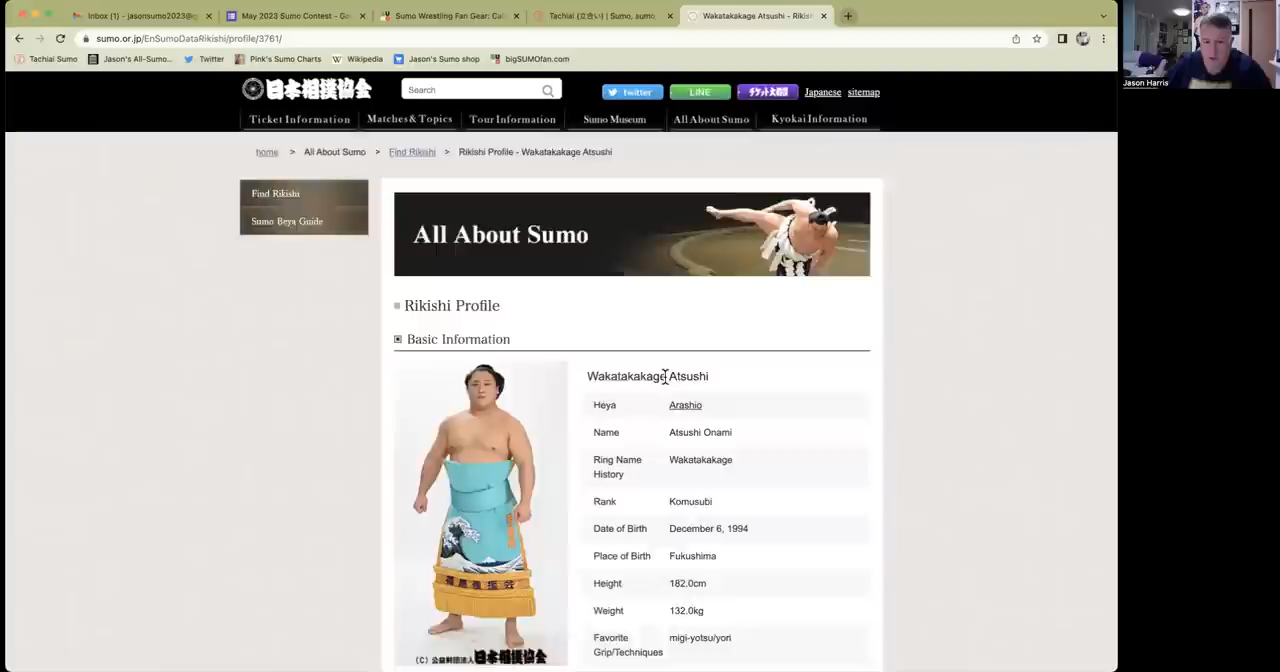 Inbox (1) - jasonsumo2023@g
May 2023 Sumo Contest - Go
Sumo Wrestling Fan Gear: Cal
Tachiai (立合い) | Sumo, aumo,
Wakatakakage Atsushi - Rikis
sumo.or.jp/EnSumoDataRikishi/profile/3761/
Tachiai Sumo
Jason's All-Sumo...
Twitter
Pink's Sumo Charts
Wikipedia
Jason's Sumo shop
bigSUMOfan.com
Jason Harris
日本相撲協会
Search
twitter
LINE
チケット大相撲
Japanese
sitemap
Ticket Information
Matches & Topics
Tour Information
Sumo Museum
All About Sumo
Kyokai Information
home > All About Sumo > Find Rikishi > Rikishi Profile - Wakatakakage Atsushi
Find Rikishi
Sumo Beya Guide
All About Sumo
Rikishi Profile
Basic Information
Wakatakakage Atsushi
Heya Arashio
Name Atsushi Onami
Ring Name Wakatakakage
History
Rank Komusubi
Date of Birth December 6, 1994
Place of Birth Fukushima
Height 182.0cm
Weight 132.0kg
Favorite migi-yotsu/yori
Grip/Techniques
(C) 公益財団法人 日本相撲協会